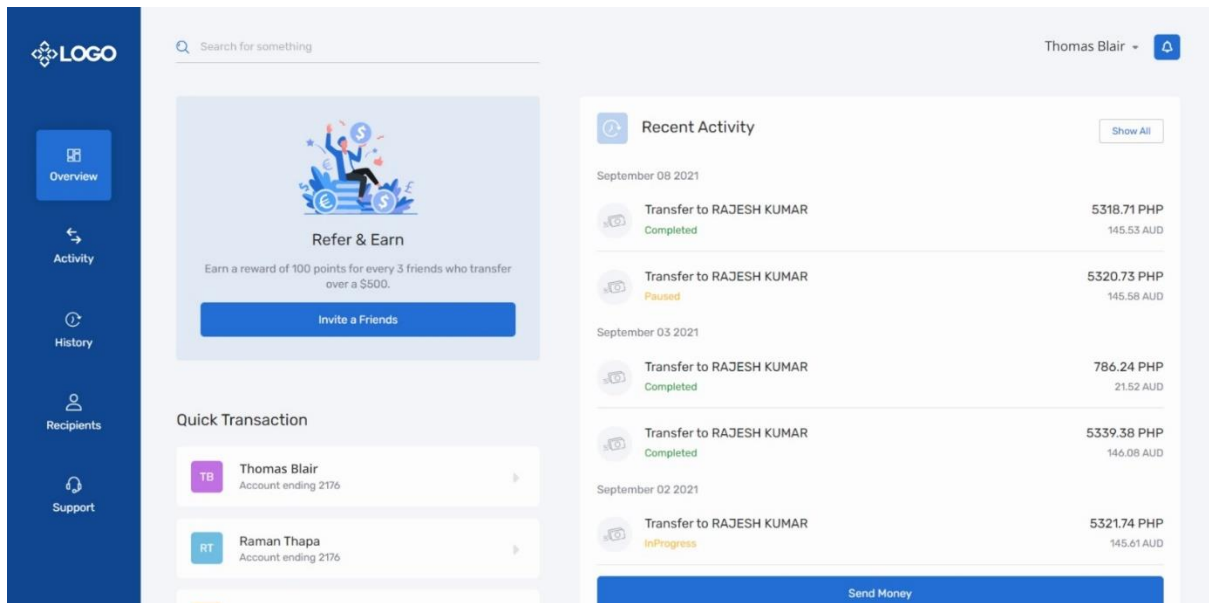 LOGO
Search for something
Thomas Blair
Overview
Activity
History
Recipients
Support
Refer & Earn
Earn a reward of 100 points for every 3 friends who transfer
over a $500.
Invite a Friends
Quick Transaction
TB
Thomas Blair
Account ending 2176
RT
Raman Thapa
Account ending 2176
Recent Activity
Show All
September 08 2021
Transfer to RAJESH KUMAR
5318.71 PHP
Completed
145.53 AUD
Transfer to RAJESH KUMAR
5320.73 PHP
Paused
145.58 AUD
September 03 2021
Transfer to RAJESH KUMAR
786.24 PHP
Completed
21.52 AUD
Transfer to RAJESH KUMAR
5339.38 PHP
Completed
146.08 AUD
September 02 2021
Transfer to RAJESH KUMAR
5321.74 PHP
InProgress
145.61 AUD
Send Money